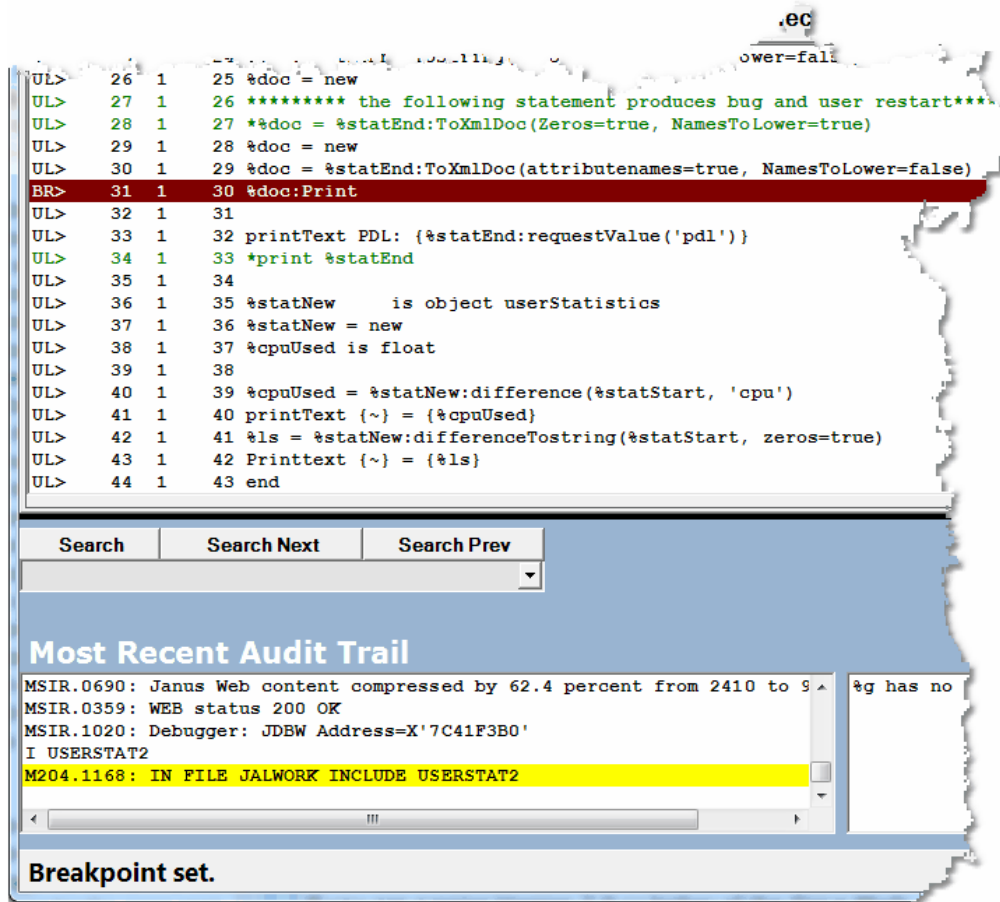 .ec
ower=fals
UL> 26 1 25 %doc = new
UL> 27 1 26 ********* the following statement produces bug and user restart****
UL> 28 1 27 *%doc = %statEnd:ToXmlDoc(Zeros=true, NamesToLower=true)
UL> 29 1 28 %doc = new
UL> 30 1 29 %doc = %statEnd:ToXmlDoc(attributenames=true, NamesToLower=false)
BR> 31 1 30 %doc:Print
UL> 32 1 31
UL> 33 1 32 printText PDL: {%statEnd:requestValue('pdl')}
UL> 34 1 33 *print %statEnd
UL> 35 1 34
UL> 36 1 35 %statNew is object userStatistics
UL> 37 1 36 %statNew = new
UL> 38 1 37 %cpuUsed is float
UL> 39 1 38
UL> 40 1 39 %cpuUsed = %statNew:difference(%statStart, 'cpu')
UL> 41 1 40 printText {~} = {%cpuUsed}
UL> 42 1 41 %ls = %statNew:differenceTostring(%statStart, zeros=true)
UL> 43 1 42 Printtext {~} = {%ls}
UL> 44 1 43 end
Search Search Next Search Prev
Most Recent Audit Trail
MSIR.0690: Janus Web content compressed by 62.4 percent from 2410 to 9
MSIR.0359: WEB status 200 OK
MSIR.1020: Debugger: JDBW Address=X'7C41F3B0'
I USERSTAT2
M204.1168: IN FILE JALWORK INCLUDE USERSTAT2
%g has no
Breakpoint set.